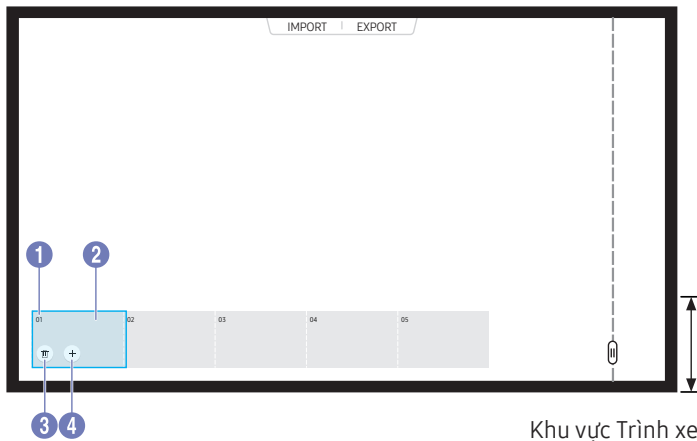 IMPORT EXPORT
1 2
01 02 03 04 05
3 4
Khu vực Trình xe